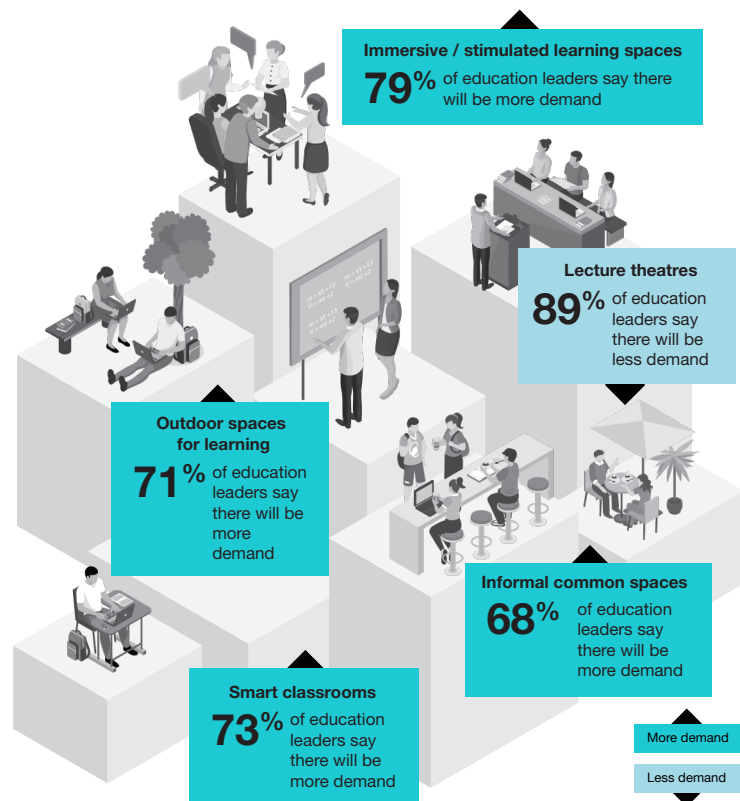 Immersive / stimulated learning spaces
79% of education leaders say there
will be more demand
Lecture theatres
89% of education
leaders say
there will be
less demand
Outdoor spaces
for learning
71% of education
leaders say
there will be
more
demand
Informal common spaces
68% of education
leaders say
there will be
more demand
Smart classrooms
73% of education
leaders say
there will be
more demand
More demand
Less demand